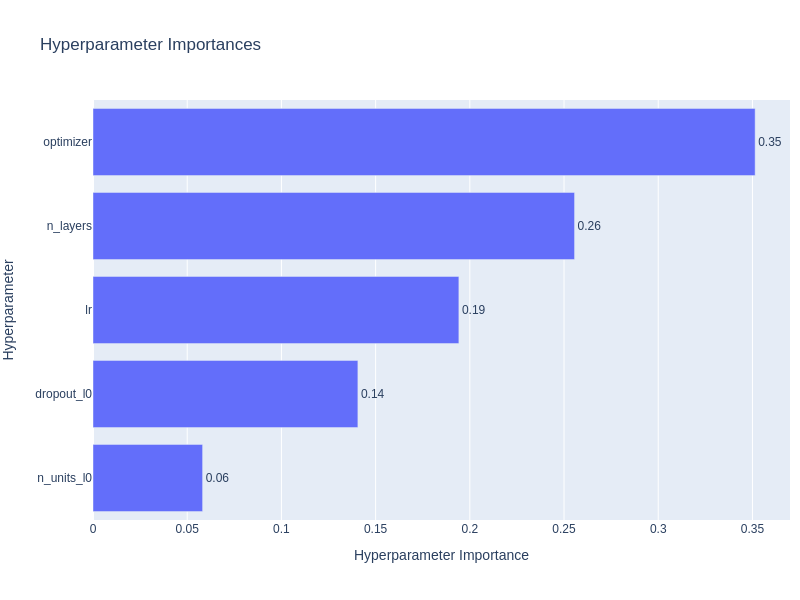 Hyperparameter Importances
optimizer
0.35
n_layers
0.26
lr
0.19
dropout_l0
0.14
n_units_l0
0.06
0
0.05
0.1
0.15
0.2
0.25
0.3
0.35
Hyperparameter Importance
Hyperparameter